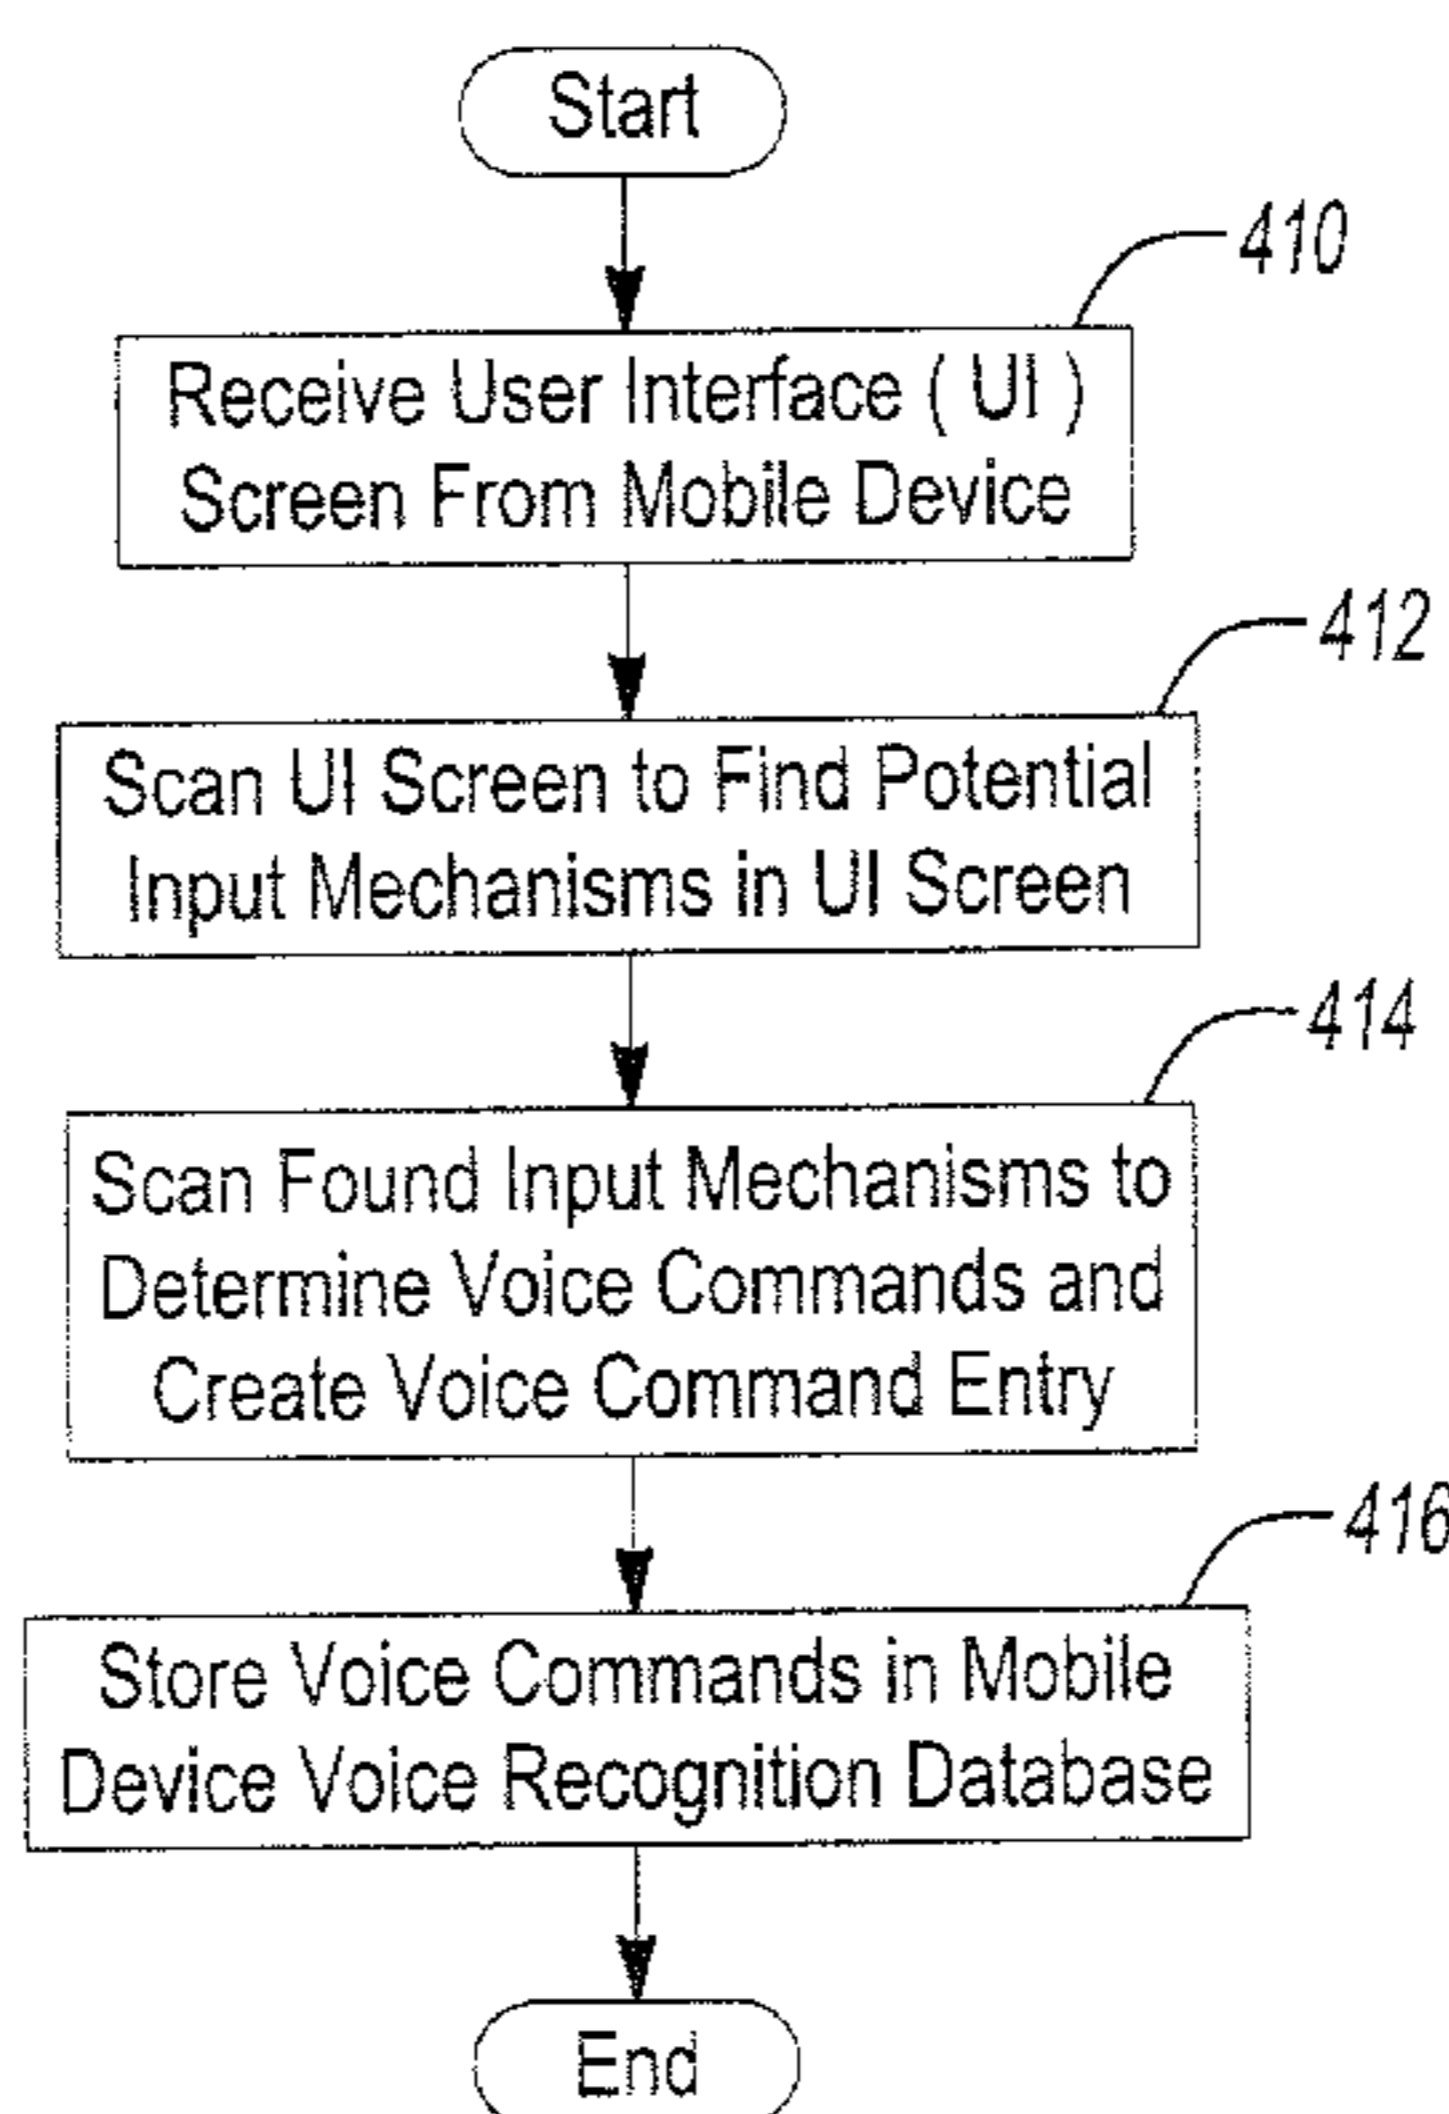 Start
410
Receive User Interface ( UI )
Screen From Mobile Device
412
Scan UI Screen to Find Potential
Input Mechanisms in UI Screen
414
Scan Found Input Mechanisms to
Determine Voice Commands and
Create Voice Command Entry
416
Store Voice Commands in Mobile
Device Voice Recognition Database
End